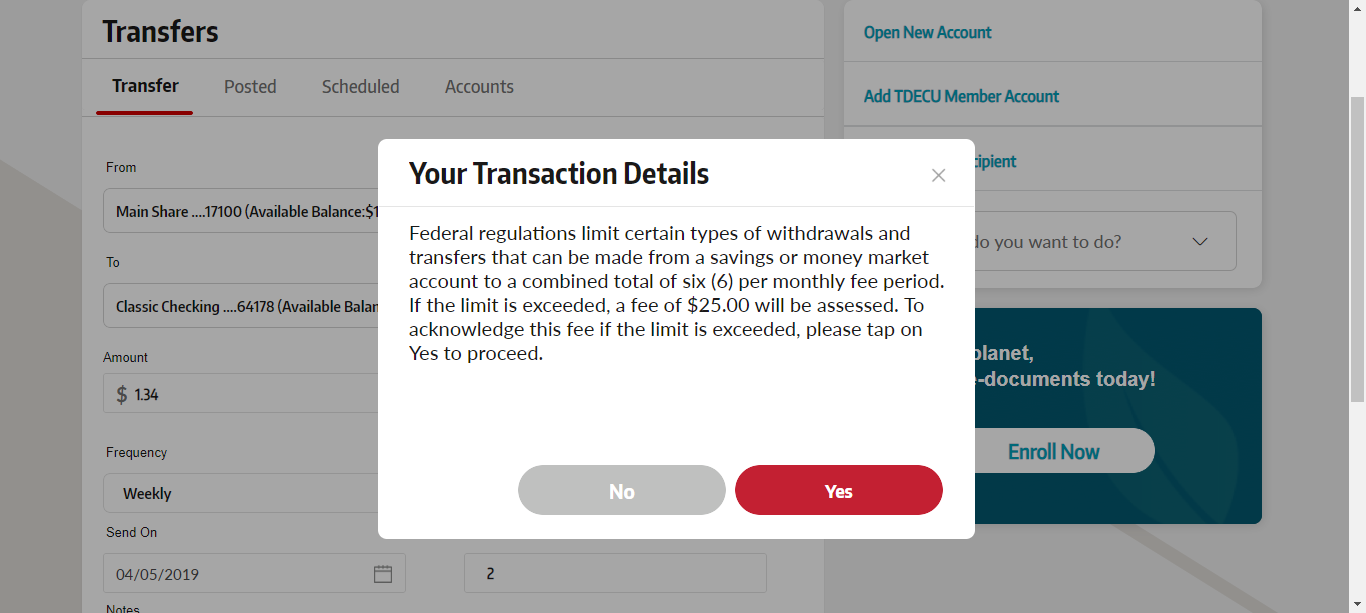 Transfers
Transfer Posted Scheduled Accounts
From
Main Share ....17100 (Available Balance:$1
To
Classic Checking ....64178 (Available Balan
Amount
$ 1.34
Frequency
Weekly
Send On
04/05/2019
2
Notes
Your Transaction Details
Federal regulations limit certain types of withdrawals and
transfers that can be made from a savings or money market
account to a combined total of six (6) per monthly fee period.
If the limit is exceeded, a fee of $25.00 will be assessed. To
acknowledge this fee if the limit is exceeded, please tap on
Yes to proceed.
No Yes
Open New Account
Add TDECU Member Account
cipient
do you want to do?
planet,
e-documents today!
Enroll Now